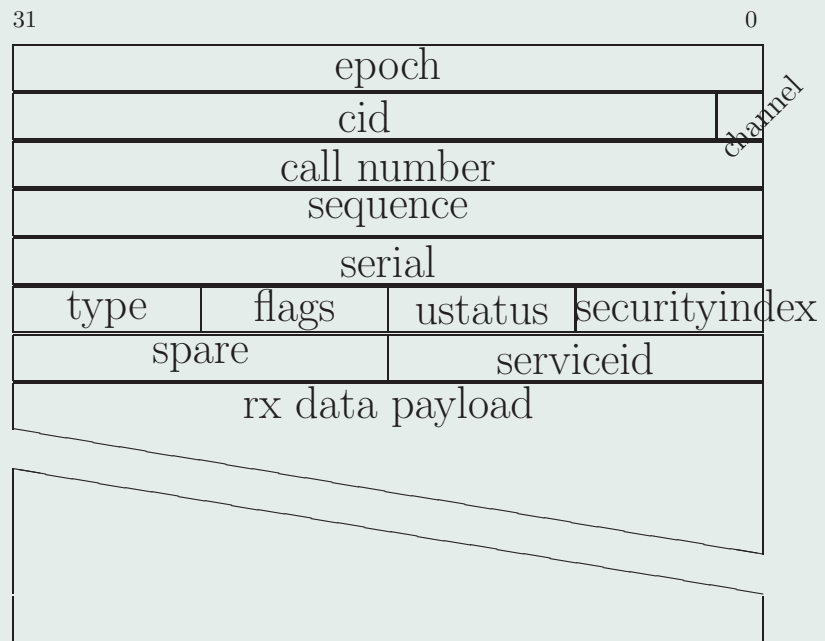 31 0
epoch
cid channel
call number
sequence
serial
type flags ustatus securityindex
spare serviceid
rx data payload